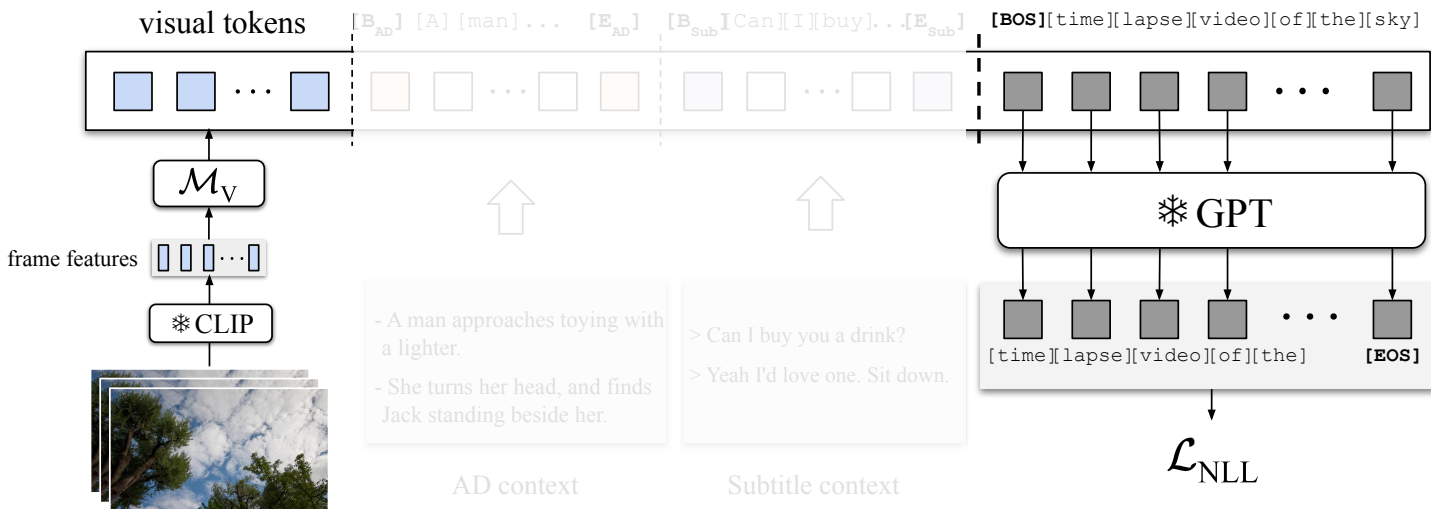 visual tokens
[B_AD] [A] [man] ... [E_AD]
[B_Sub][Can][I][buy]...[E_Sub]
[BOS][time][lapse][video][of][the][sky]
M_V
frame features
❄ CLIP
❄ GPT
- A man approaches toying with
a lighter.
- She turns her head, and finds
Jack standing beside her.
AD context
> Can I buy you a drink?
> Yeah I'd love one. Sit down.
Subtitle context
[time][lapse][video][of][the] [EOS]
L_NLL